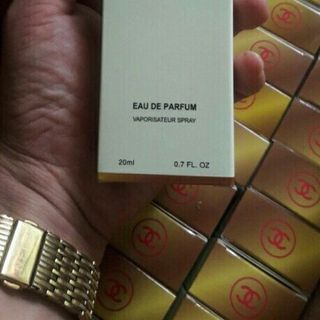 EAU DE PARFUM
VAPORISATEUR SPRAY
20ml 0.7 FL. OZ